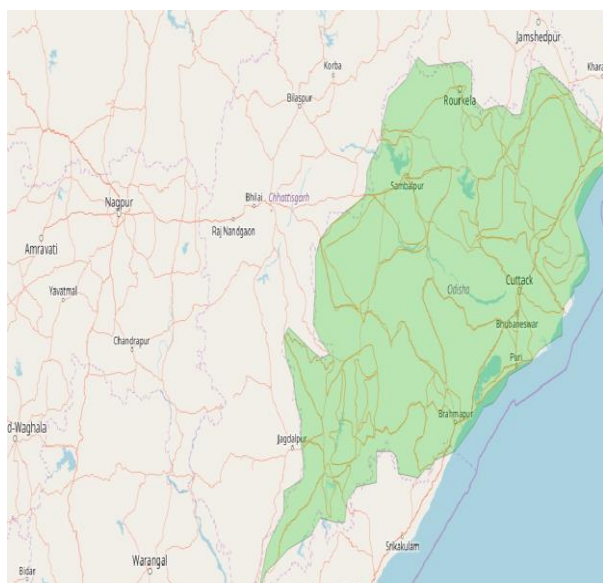 Jamshedpur
Korba
Khara
Bilaspur
Rourkela
Sambalpur
Nagpur
Bhilai
Chhattisgarh
Raj Nandgaon
Amravati
Yavatmal
Odisha
Cuttack
Bhubaneswar
Chandrapur
Puri
Brahmapur
Jagdalpur
d-Waghala
Srikakulam
Warangal
Bidar